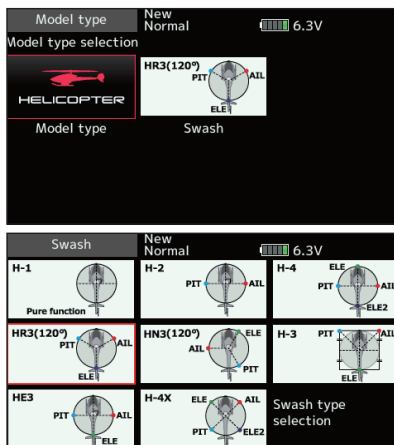 Model type
New
Normal
6.3V
Model type selection
HELICOPTER
HR3(120º)
PIT
AIL
ELE
Model type
Swash
Swash
New
Normal
6.3V
H-1
Pure function
H-2
PIT
AIL
H-4
ELE
PIT
AIL
ELE2
HR3(120º)
PIT
AIL
ELE
HN3(120º)
ELE
AIL
PIT
H-3
PIT
AIL
ELE
HE3
PIT
AIL
ELE
H-4X
ELE
AIL
PIT
ELE2
Swash type
selection